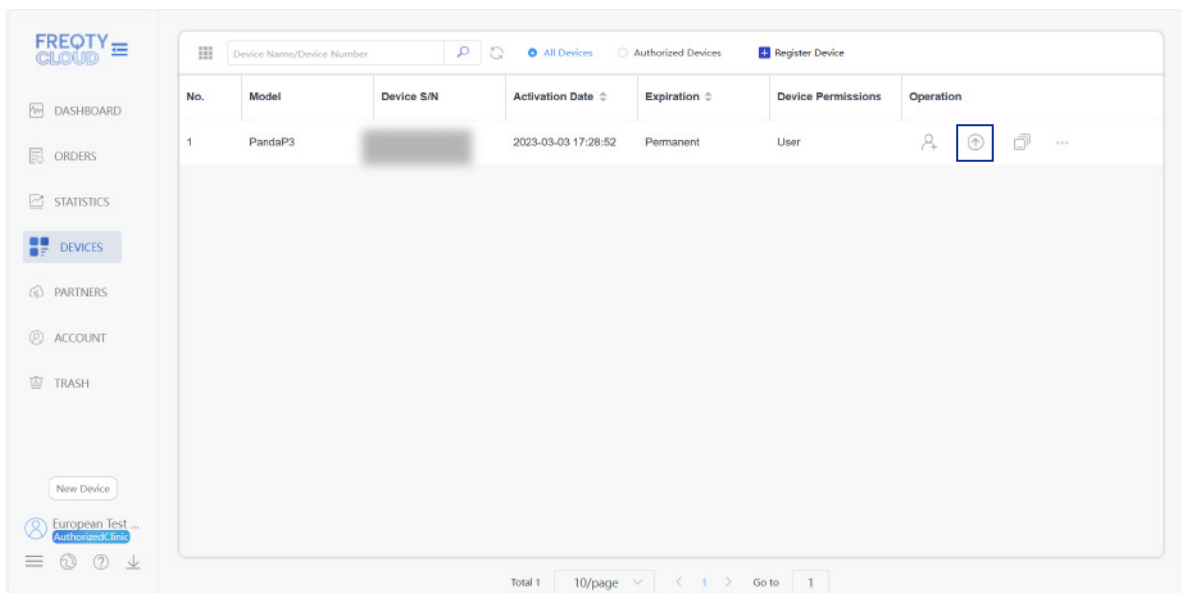 FREQTY
CLOUD
Device Name/Device Number
All Devices
Authorized Devices
Register Device
No. Model Device S/N Activation Date Expiration Device Permissions Operation
1 PandaP3 2023-03-03 17:28:52 Permanent User
DASHBOARD
ORDERS
STATISTICS
DEVICES
PARTNERS
ACCOUNT
TRASH
New Device
European Test ...
AuthorizedClinic
Total 1 10/page 1 Go to 1